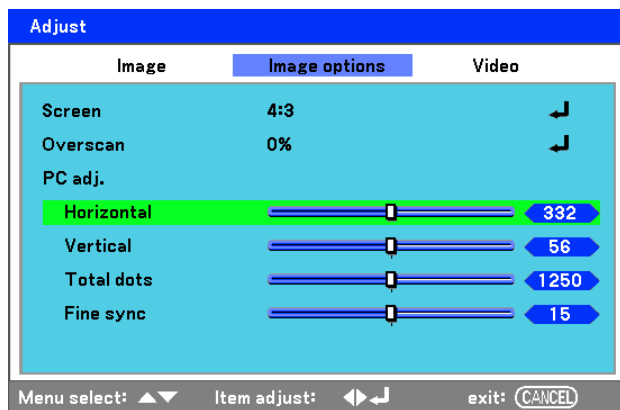 Adjust
Image Image options Video
Screen 4:3
Overscan 0%
PC adj.
Horizontal 332
Vertical 56
Total dots 1250
Fine sync 15
Menu select: Item adjust: exit: CANCEL